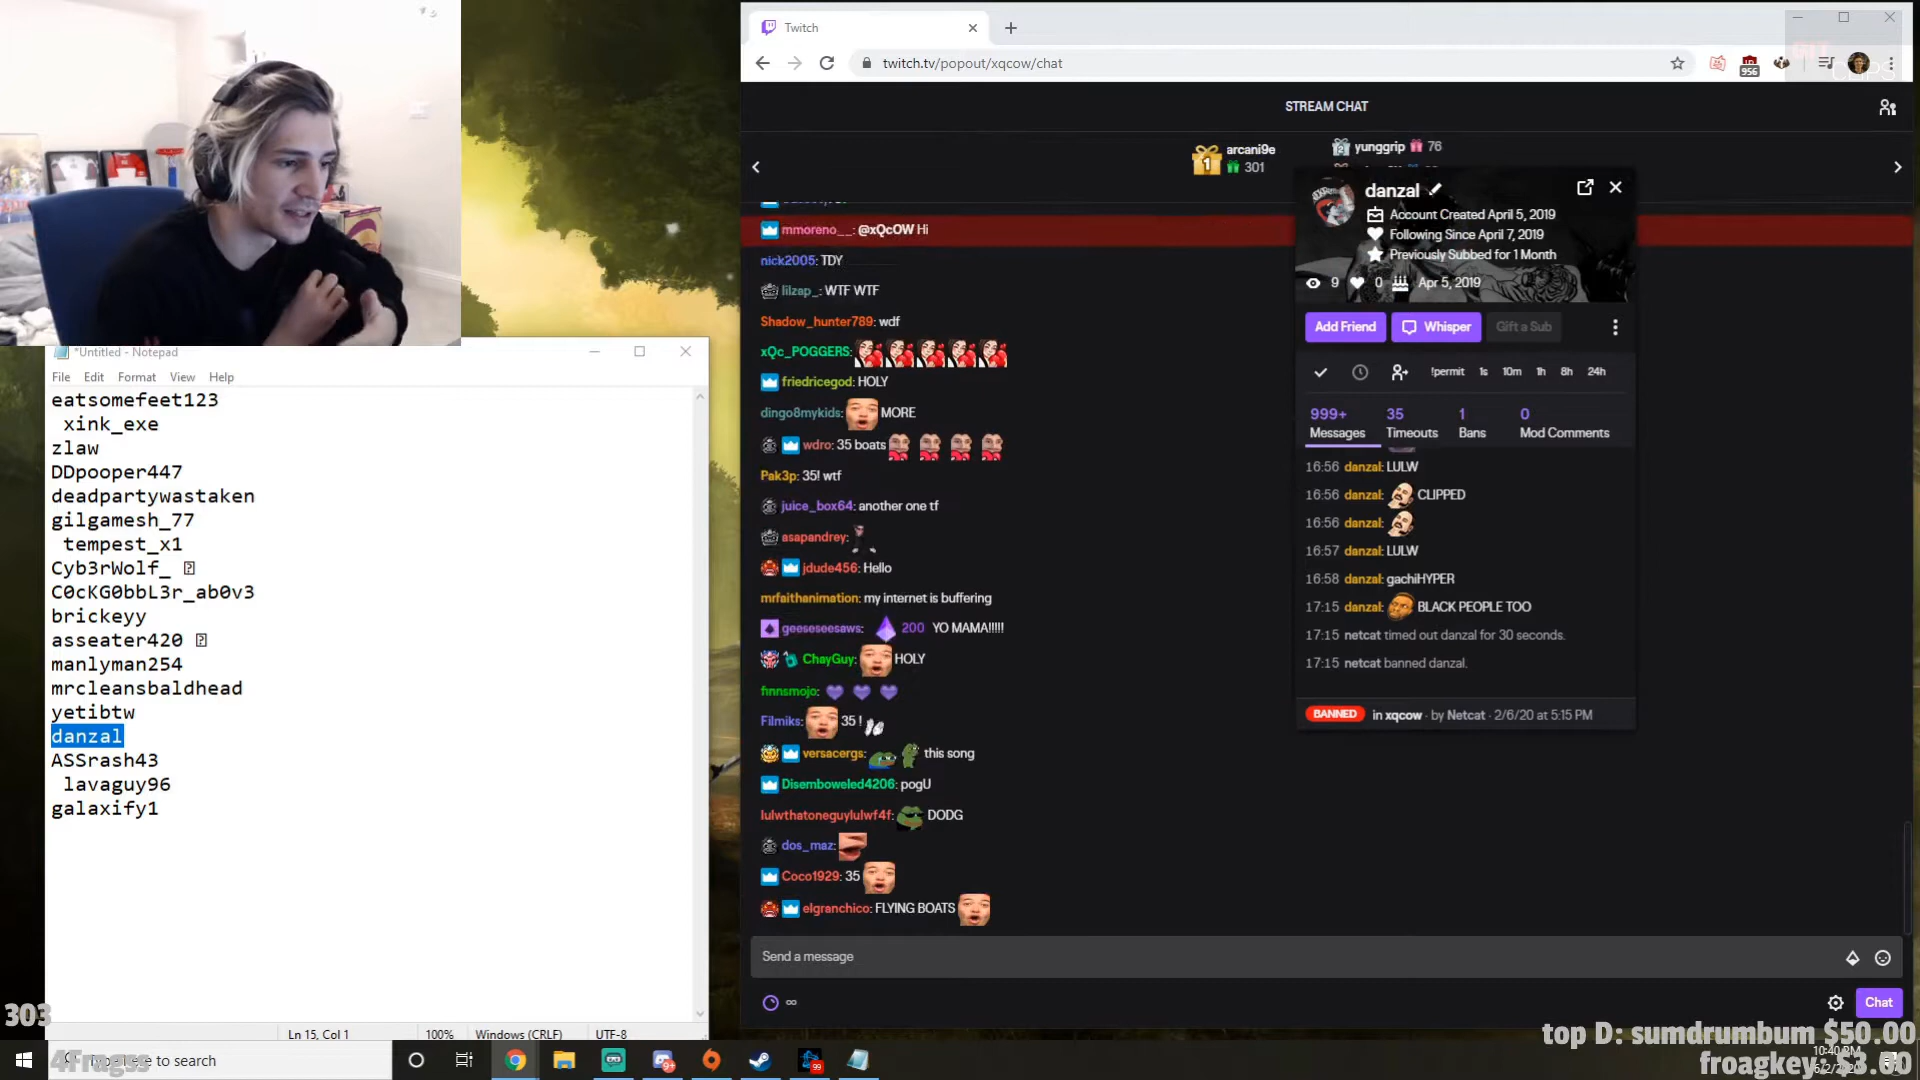 Twitch
twitch.tv/popout/xqcow/chat
956
STREAM CHAT
1
arcani9e
301
yunggrip 76
mmoreno__: @xQcOW Hi
nick2005: TDY
lilzap_: WTF WTF
Shadow_hunter789: wdf
xQc_POGGERS:
friedricegod: HOLY
dingo8mykids: MORE
wdro: 35 boats
Pak3p: 35! wtf
juice_box64: another one tf
asapandrey:
jdude456: Hello
mrfaithanimation: my internet is buffering
geeseseesaws: 200 YO MAMA!!!!!
ChayGuy: HOLY
finnsmojo:
Filmiks: 35 !
versacergs: this song
Disemboweled4206: pogU
lulwthatoneguylulwf4f: DODG
dos_maz:
Coco1929: 35
elgranchico: FLYING BOATS
Send a message
∞
Chat
danzal
Account Created April 5, 2019
Following Since April 7, 2019
Previously Subbed for 1 Month
9 0 Apr 5, 2019
Add Friend Whisper Gift a Sub
!permit 1s 10m 1h 8h 24h
999+ 35 1 0
Messages Timeouts Bans Mod Comments
16:56 danzal: LULW
16:56 danzal: CLIPPED
16:56 danzal:
16:57 danzal: LULW
16:58 danzal: gachiHYPER
17:15 danzal: BLACK PEOPLE TOO
17:15 netcat timed out danzal for 30 seconds.
17:15 netcat banned danzal.
BANNED in xqcow - by Netcat - 2/6/20 at 5:15 PM
*Untitled - Notepad
File Edit Format View Help
eatsomefeet123
xink_exe
zlaw
DDpooper447
deadpartywastaken
gilgamesh_77
tempest_x1
Cyb3rWolf_
C0cKG0bbL3r_ab0v3
brickeyy
asseater420
manlyman254
mrcleansbaldhead
yetibtw
danzal
ASSrash43
lavaguy96
galaxify1
Ln 15, Col 1 100% Windows (CRLF) UTF-8
303
4Fragss
Type here to search
99
top D: sumdrumbum $50.00
froagkey: $3.00
10:40 PM